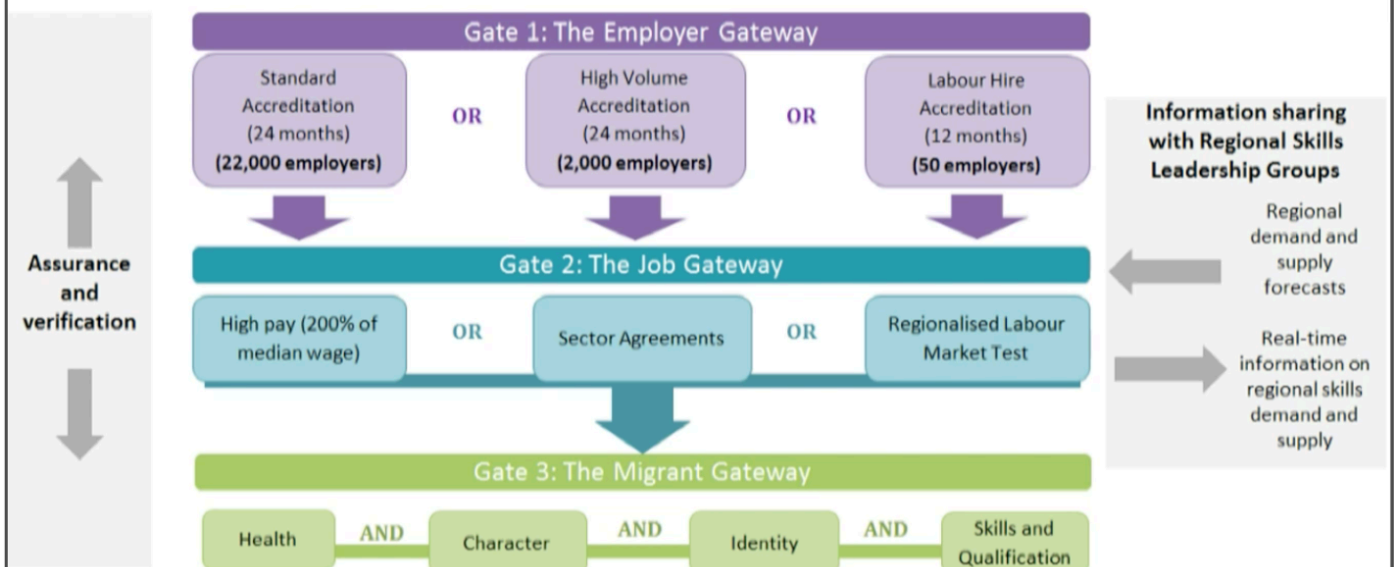 Gate 1: The Employer Gateway
Standard
Accreditation
(24 months)
(22,000 employers)
OR
High Volume
Accreditation
(24 months)
(2,000 employers)
OR
Labour Hire
Accreditation
(12 months)
(50 employers)
Assurance
and
verification
Information sharing
with Regional Skills
Leadership Groups
Regional
demand and
supply
forecasts
Real-time
information on
regional skills
demand and
supply
Gate 2: The Job Gateway
High pay (200% of
median wage)
OR
Sector Agreements
OR
Regionalised Labour
Market Test
Gate 3: The Migrant Gateway
Health
AND
Character
AND
Identity
AND
Skills and
Qualification